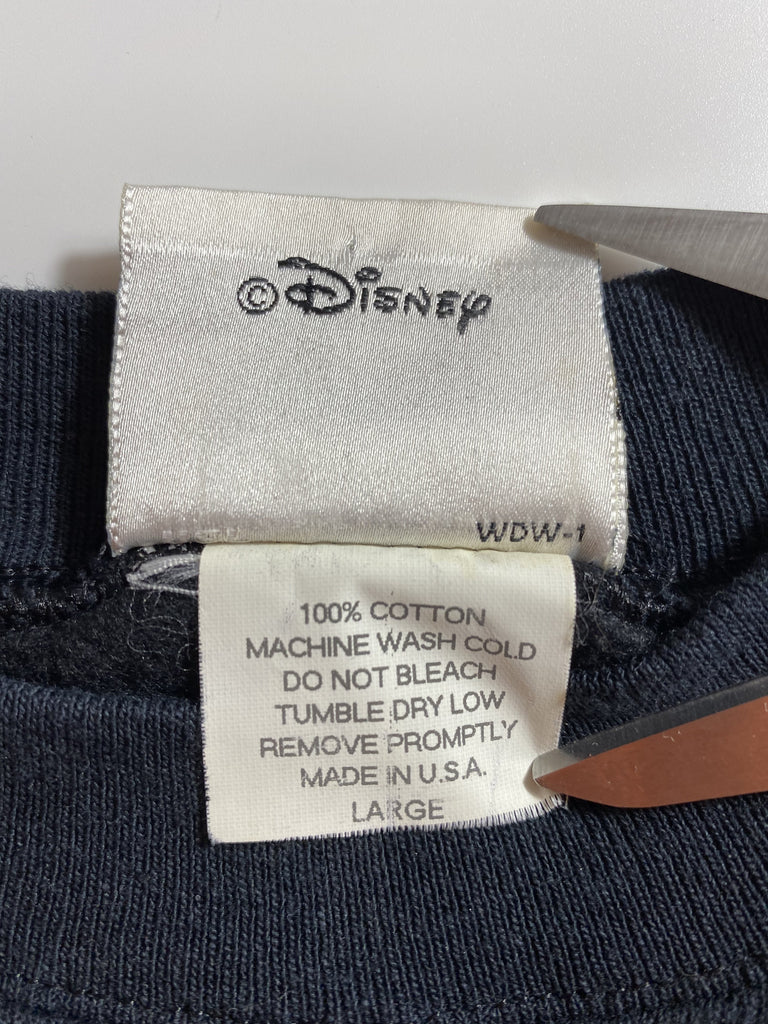 © Disney
WDW-1
100% COTTON
MACHINE WASH COLD
DO NOT BLEACH
TUMBLE DRY LOW
REMOVE PROMPTLY
MADE IN U.S.A.
LARGE